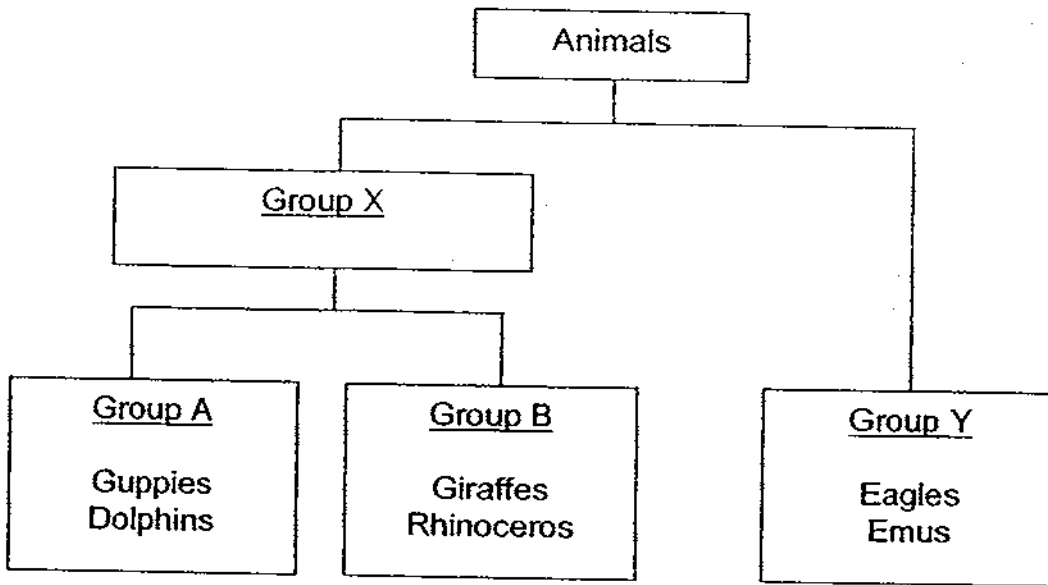 Animals
Group X
Group A
Guppies
Dolphins
Group B
Giraffes
Rhinoceros
Group Y
Eagles
Emus